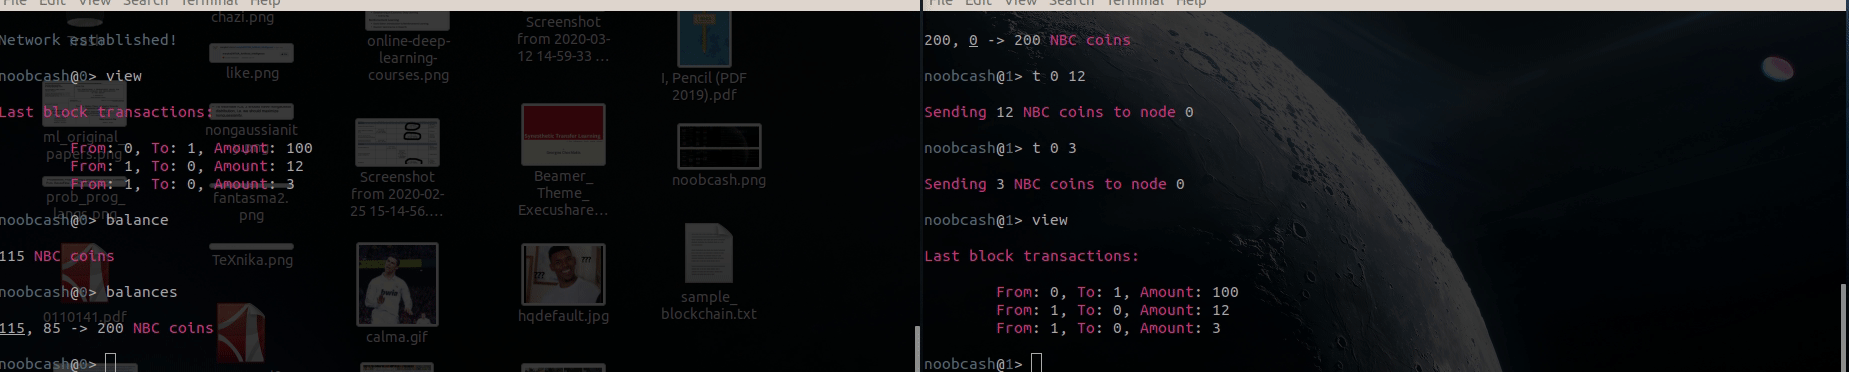 File Edit View Search Terminal Help
Network established!
noobcash@0> view
Last block transactions:
From: 0, To: 1, Amount: 100
From: 1, To: 0, Amount: 12
From: 1, To: 0, Amount: 3
noobcash@0> balance
115 NBC coins
noobcash@0> balances
115, 85 -> 200 NBC coins
noobcash@0>
chazi.png
like.png
nongaussianit
ml_original_
papers.png
prob_prog_
langs.png
fantasma2.
png
TeXnika.png
0110141.pdf
online-deep-
learning-
courses.png
Screenshot
from 2020-02-
25 15-14-56....
calma.gif
Screenshot
from 2020-03-
12 14-59-33 ...
Beamer_
Theme_
Execushare...
???
???
hqdefault.jpg
I, Pencil (PDF
2019).pdf
noobcash.png
sample_
blockchain.txt
File Edit View Search Terminal Help
200, 0 -> 200 NBC coins
noobcash@1> t 0 12
Sending 12 NBC coins to node 0
noobcash@1> t 0 3
Sending 3 NBC coins to node 0
noobcash@1> view
Last block transactions:
From: 0, To: 1, Amount: 100
From: 1, To: 0, Amount: 12
From: 1, To: 0, Amount: 3
noobcash@1>